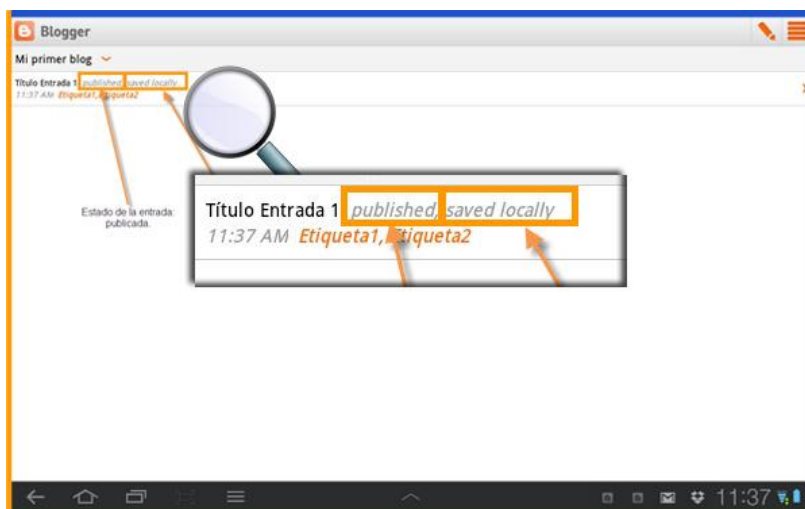 Blogger
Mi primer blog
Título Entrada 1 published, saved locally
11:37 AM Etiqueta1, Etiqueta2
Estado de la entrada:
publicada.
Título Entrada 1 published, saved locally
11:37 AM Etiqueta1, Etiqueta2
11:37